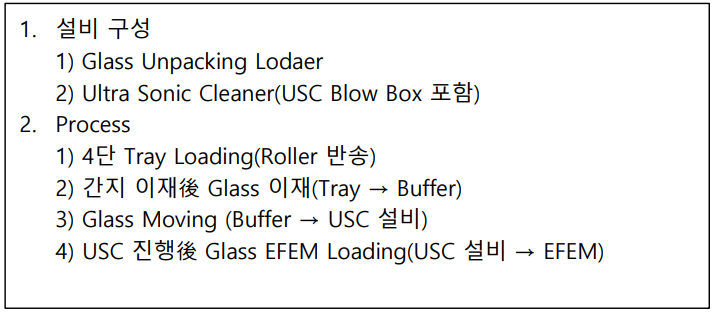 1. 설비 구성
1) Glass Unpacking Lodaer
2) Ultra Sonic Cleaner(USC Blow Box 포함)
2. Process
1) 4단 Tray Loading(Roller 반송)
2) 간지 이재後 Glass 이재(Tray → Buffer)
3) Glass Moving (Buffer → USC 설비)
4) USC 진행後 Glass EFEM Loading(USC 설비 → EFEM)